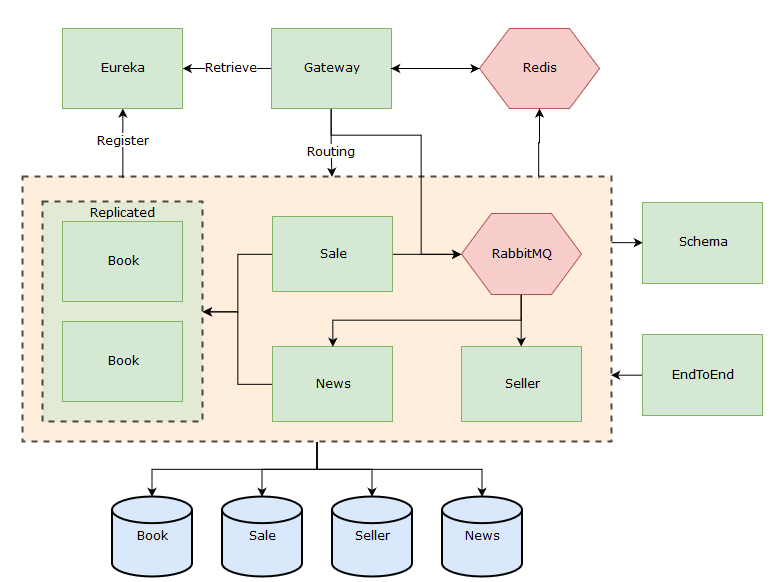 Eureka
Retrieve
Gateway
Redis
Register
Routing
Replicated
Book
Sale
RabbitMQ
Schema
Book
News
Seller
EndToEnd
Book
Sale
Seller
News